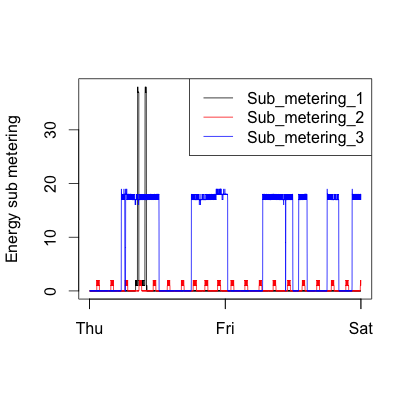 Sub_metering_1
Sub_metering_2
Sub_metering_3
Energy sub metering
30
20
10
0
Thu Fri Sat